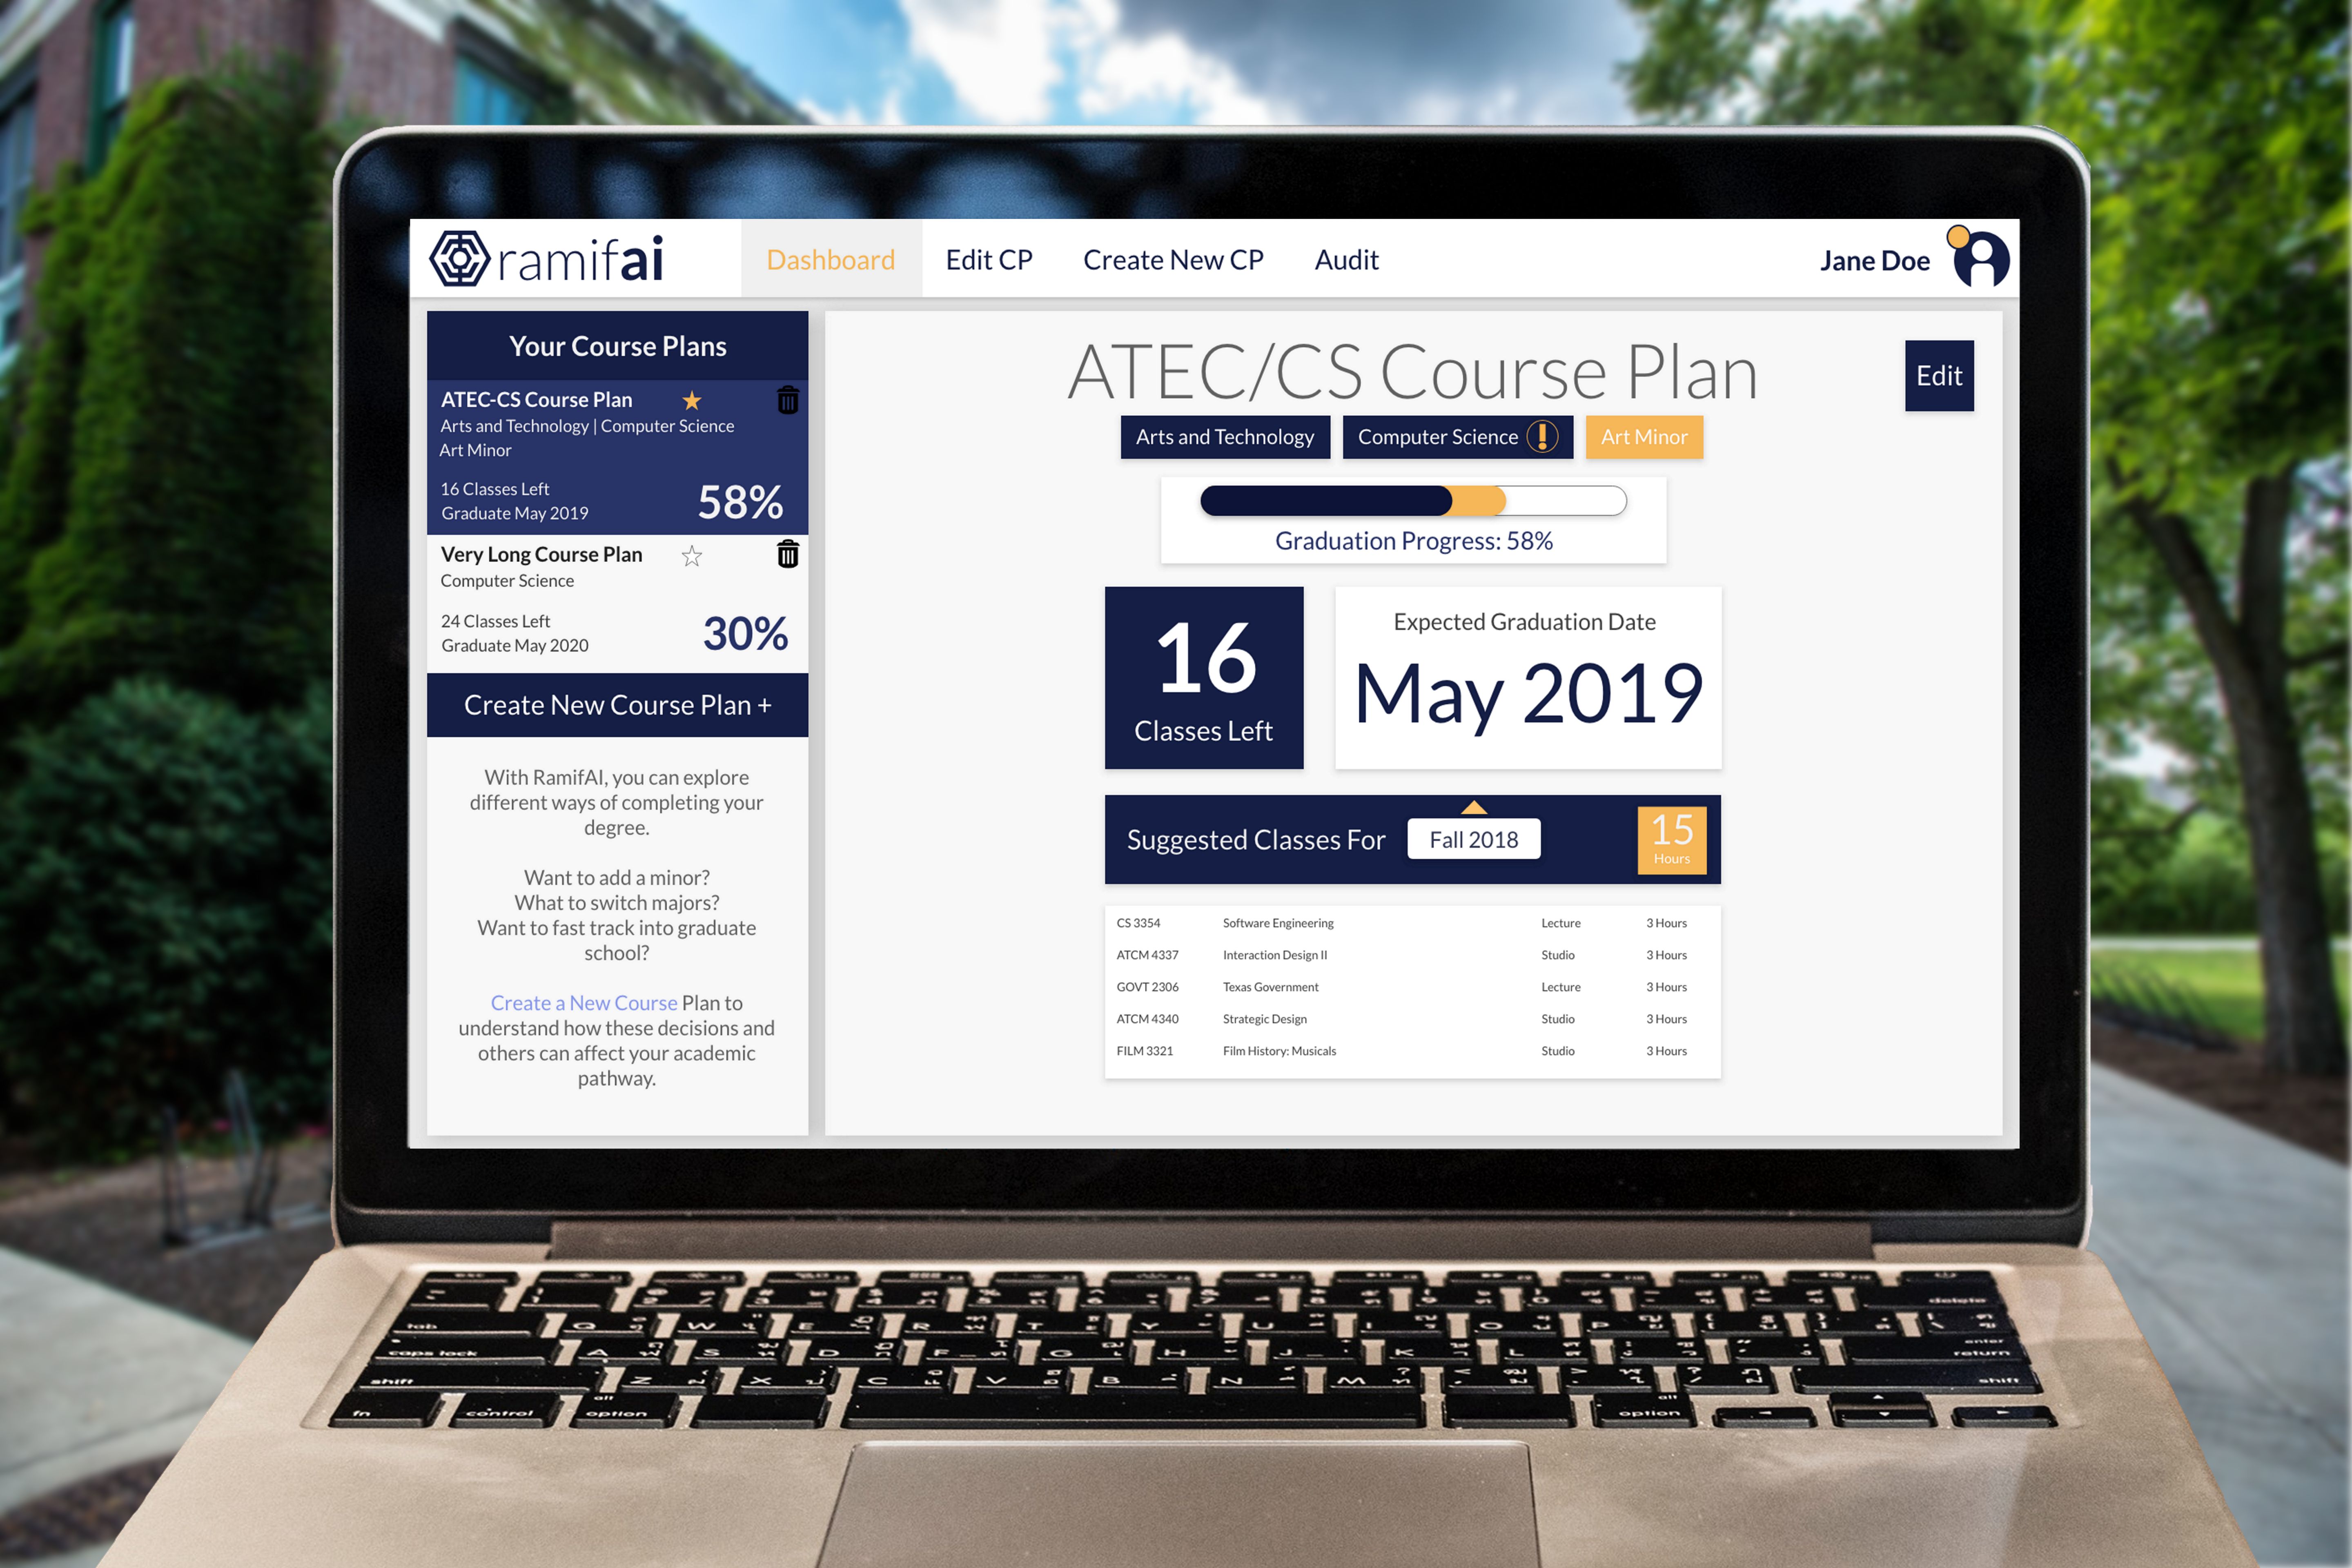 ramifai
Dashboard
Edit CP
Create New CP
Audit
Jane Doe
Your Course Plans
ATEC-CS Course Plan
Arts and Technology | Computer Science
Art Minor
16 Classes Left
Graduate May 2019
58%
Very Long Course Plan
Computer Science
24 Classes Left
Graduate May 2020
30%
Create New Course Plan +
With RamifAI, you can explore
different ways of completing your
degree.
Want to add a minor?
What to switch majors?
Want to fast track into graduate
school?
Create a New Course Plan to
understand how these decisions and
others can affect your academic
pathway.
ATEC/CS Course Plan
Edit
Arts and Technology
Computer Science !
Art Minor
Graduation Progress: 58%
16
Classes Left
Expected Graduation Date
May 2019
Suggested Classes For
Fall 2018
15
Hours
CS 3354 Software Engineering Lecture 3 Hours
ATCM 4337 Interaction Design II Studio 3 Hours
GOVT 2306 Texas Government Lecture 3 Hours
ATCM 4340 Strategic Design Studio 3 Hours
FILM 3321 Film History: Musicals Studio 3 Hours
delete
tab Q W E R T Y U I O P
enter
caps lock A S D F G H J K L return
shift Z X C V B N M shift
alt alt
fn control option option